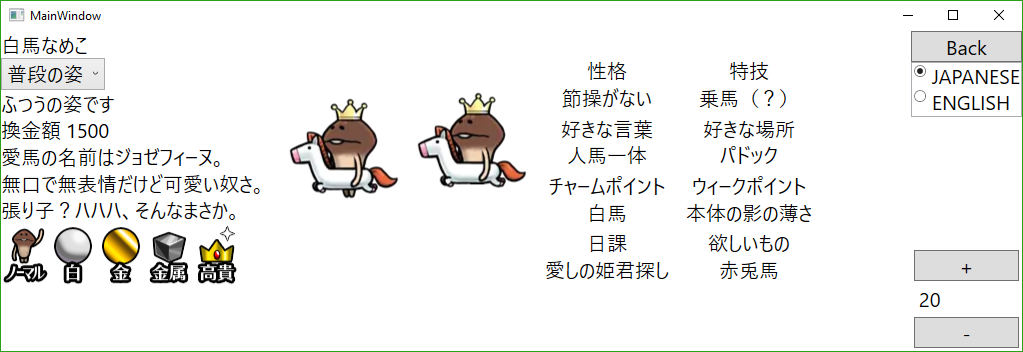 MainWindow
白馬なめこ
普段の姿
ふつうの姿です
換金額 1500
愛馬の名前はジョゼフィーヌ。
無口で無表情だけど可愛い奴さ。
張り子？ハハハ、そんなまさか。
ノーマル 白 金 金属 高貴
性格 特技
節操がない 乗馬（？）
好きな言葉 好きな場所
人馬一体 パドック
チャームポイント ウィークポイント
白馬 本体の影の薄さ
日課 欲しいもの
愛しの姫君探し 赤兎馬
Back
JAPANESE
ENGLISH
+
20
-